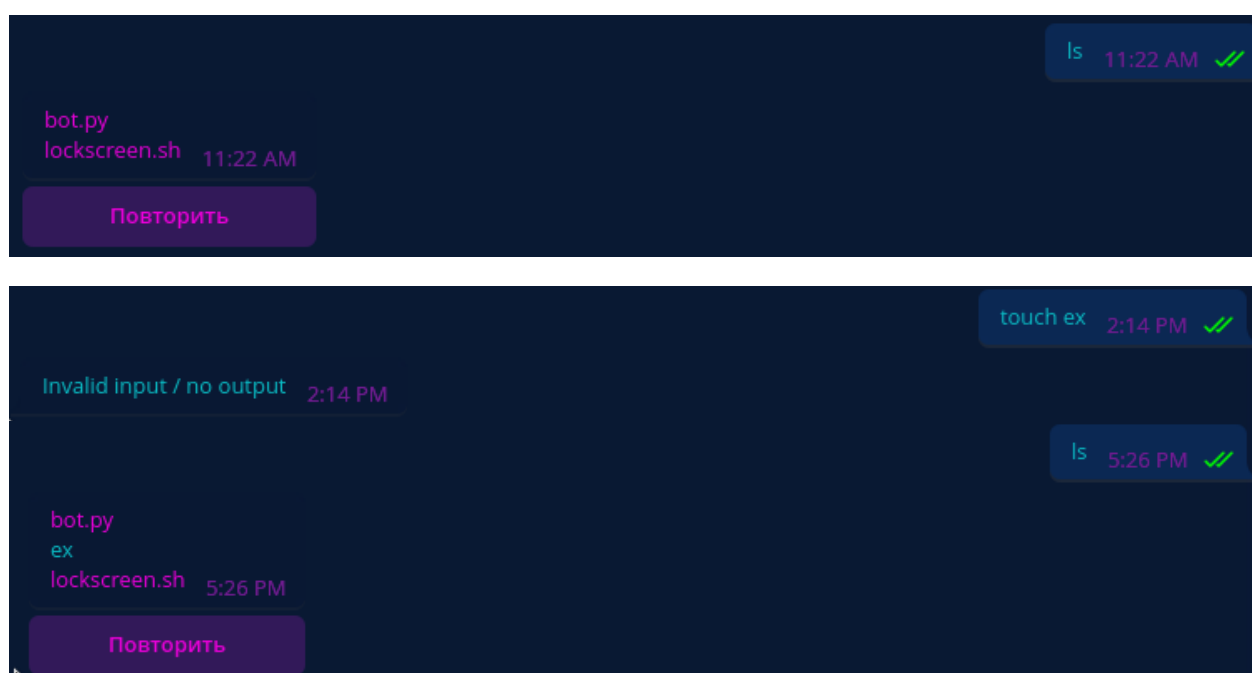 ls 11:22 AM
bot.py
lockscreen.sh 11:22 AM
Повторить
touch ex 2:14 PM
Invalid input / no output 2:14 PM
ls 5:26 PM
bot.py
ex
lockscreen.sh 5:26 PM
Повторить